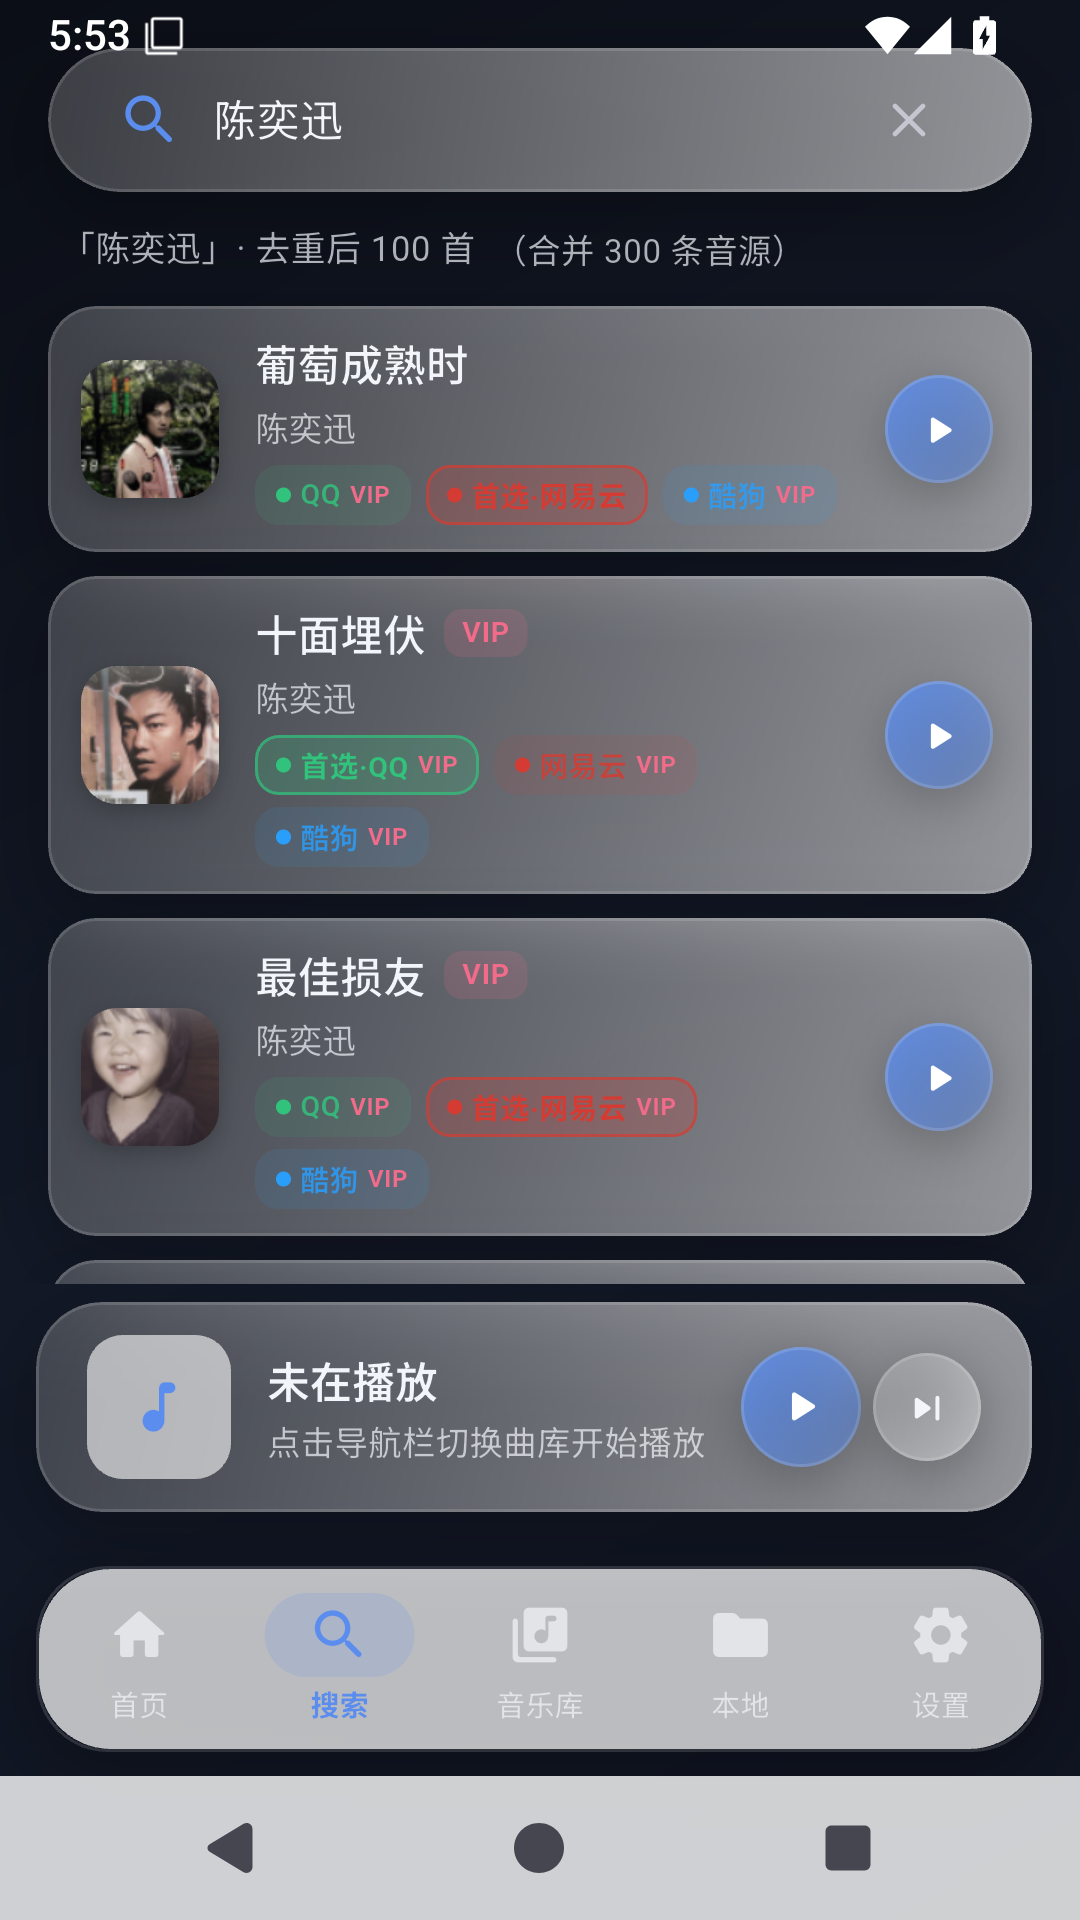 5:53
陈奕迅
「陈奕迅」· 去重后 100 首 （合并 300 条音源）
葡萄成熟时
陈奕迅
QQ VIP 首选·网易云 酷狗 VIP
十面埋伏 VIP
陈奕迅
首选·QQ VIP 网易云 VIP
酷狗 VIP
最佳损友 VIP
陈奕迅
QQ VIP 首选·网易云 VIP
酷狗 VIP
未在播放
点击导航栏切换曲库开始播放
首页 搜索 音乐库 本地 设置